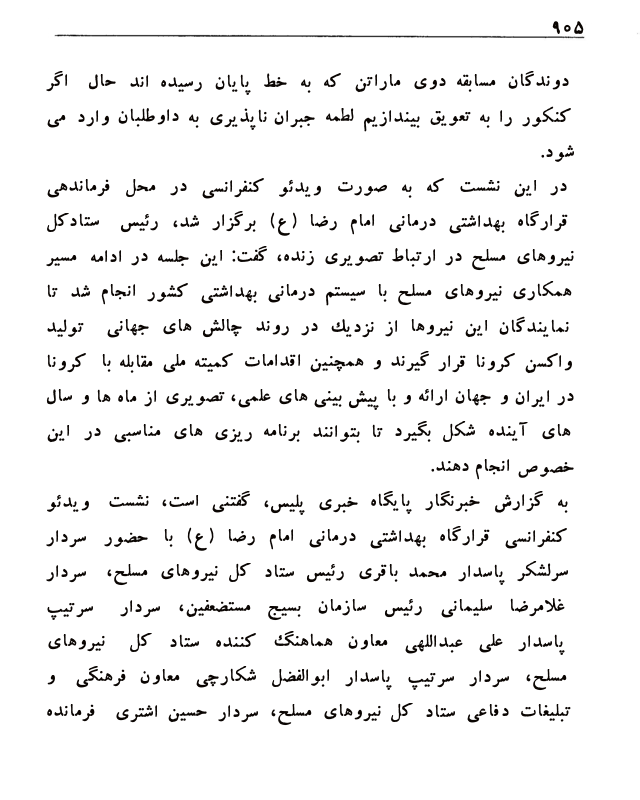 ۹۰۵
دوندگان مسابقه دوی ماراتن که به خط پایان رسیده اند حال اگر
کنکور را به تعویق بیندازیم لطمه جبران ناپذیری به داوطلبان وارد می
شود.
در این نشست که به صورت ویدئو کنفرانسی در محل فرماندهی
قرارگاه بهداشتی درمانی امام رضا (ع) برگزار شد، رئیس ستادکل
نیروهای مسلح در ارتباط تصویری زنده، گفت: این جلسه در ادامه مسیر
همکاری نیروهای مسلح با سیستم درمانی بهداشتی کشور انجام شد تا
نمایندگان این نیروها از نزدیك در روند چالش های جهانی تولید
واکسن کرونا قرار گیرند و همچنین اقدامات کمیته ملی مقابله با کرونا
در ایران و جهان ارائه و با پیش بینی های علمی، تصویری از ماه ها و سال
های آینده شکل بگیرد تا بتوانند برنامه ریزی های مناسبی در این
خصوص انجام دهند.
به گزارش خبرنگار پایگاه خبری پلیس، گفتنی است، نشست ویدئو
کنفرانسی قرارگاه بهداشتی درمانی امام رضا (ع) با حضور سردار
سرلشکر پاسدار محمد باقری رئیس ستاد کل نیروهای مسلح، سردار
غلامرضا سلیمانی رئیس سازمان بسیج مستضعفین، سردار سرتیپ
پاسدار علی عبداللهی معاون هماهنگ کننده ستاد کل نیروهای
مسلح، سردار سرتیپ پاسدار ابوالفضل شکارچی معاون فرهنگی و
تبلیغات دفاعی ستاد کل نیروهای مسلح، سردار حسین اشتری فرمانده